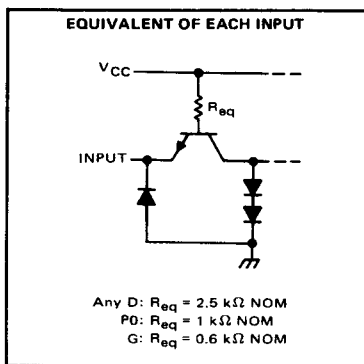 EQUIVALENT OF EACH INPUT
VCC
Req
INPUT
Any D: Req = 2.5 kΩ NOM
P0: Req = 1 kΩ NOM
G: Req = 0.6 kΩ NOM